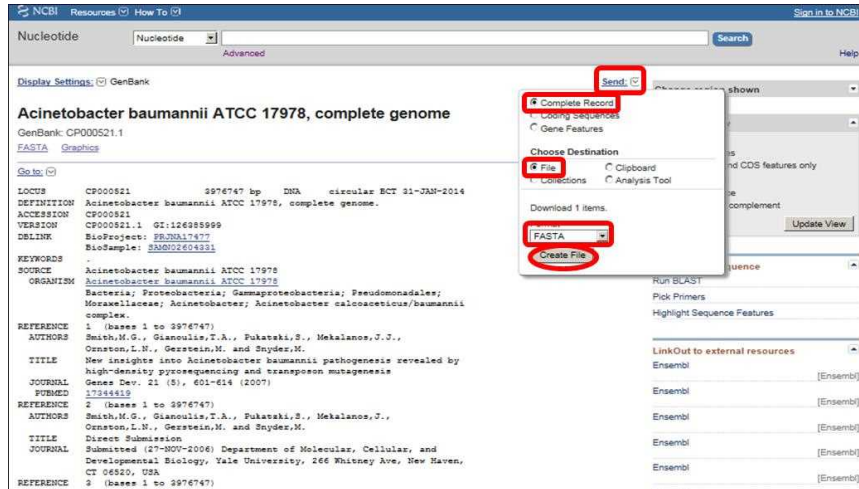 NCBI Resources How To Sign in to NCBI
Nucleotide Nucleotide Search
Advanced Help
Display Settings: GenBank Send:
Acinetobacter baumannii ATCC 17978, complete genome
GenBank: CP000521.1
FASTA Graphics
Go to:
LOCUS CP000521 3976747 bp DNA circular BCT 31-JAN-2014
DEFINITION Acinetobacter baumannii ATCC 17978, complete genome.
ACCESSION CP000521
VERSION CP000521.1 GI:126385999
DBLINK BioProject: PRJNA17477
BioSample: SAMN02604331
KEYWORDS .
SOURCE Acinetobacter baumannii ATCC 17978
ORGANISM Acinetobacter baumannii ATCC 17978
Bacteria; Proteobacteria; Gammaproteobacteria; Pseudomonadales;
Moraxellaceae; Acinetobacter; Acinetobacter calcoaceticus/baumannii
complex.
REFERENCE 1 (bases 1 to 3976747)
AUTHORS Smith,M.G., Gianoulis,T.A., Pukatzki,S., Mekalanos,J.J.,
Ornston,L.N., Gerstein,M. and Snyder,M.
TITLE New insights into Acinetobacter baumannii pathogenesis revealed by
high-density pyrosequencing and transposon mutagenesis
JOURNAL Genes Dev. 21 (5), 601-614 (2007)
PUBMED 17344419
REFERENCE 2 (bases 1 to 3976747)
AUTHORS Smith,M.G., Gianoulis,T.A., Pukatzki,S., Mekalanos,J.,
Ornston,L.N., Gerstein,M. and Snyder,M.
TITLE Direct Submission
JOURNAL Submitted (27-NOV-2006) Department of Molecular, Cellular, and
Developmental Biology, Yale University, 266 Whitney Ave, New Haven,
CT 06520, USA
REFERENCE 3 (bases 1 to 3976747)
Complete Record
Coding Sequences
Gene Features
Choose Destination
File Clipboard
Collections Analysis Tool
Download 1 items.
FASTA
Create File
shown
nd CDS features only
complement
Update View
Run BLAST
Pick Primers
Highlight Sequence Features
LinkOut to external resources
Ensembl
[Ensembl]
Ensembl
[Ensembl]
Ensembl
[Ensembl]
Ensembl
[Ensembl]
Ensembl
[Ensembl]